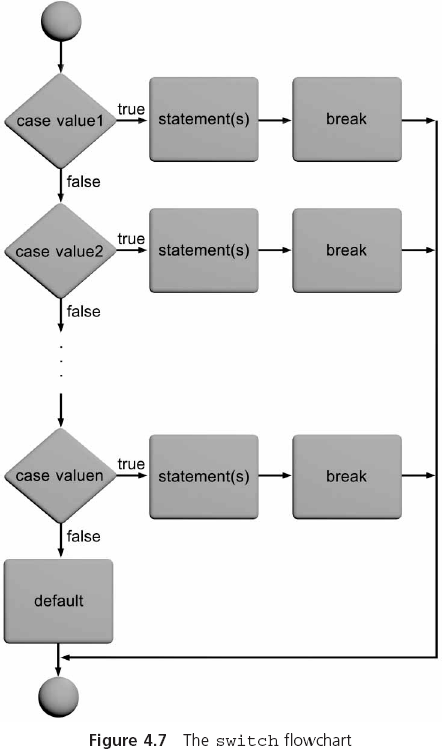 case value1
true
statement(s)
break
false
case value2
true
statement(s)
break
false
case valuen
true
statement(s)
break
false
default
Figure 4.7 The switch flowchart